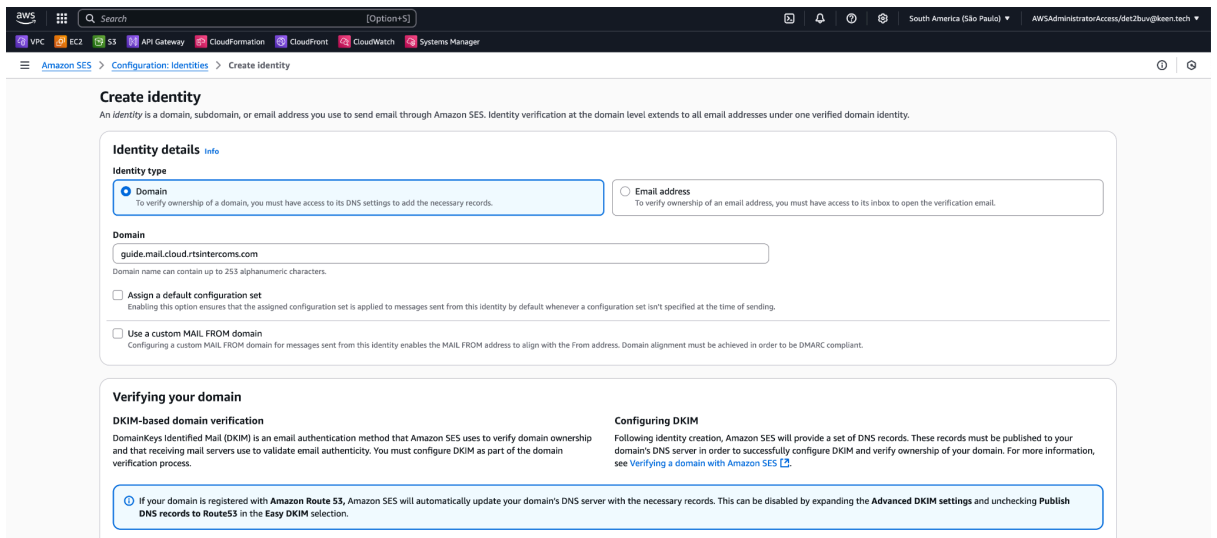 aws
Search [Option+S]
South America (São Paulo) ▼ AWSAdministratorAccess/det2buv@keen.tech ▼
VPC EC2 S3 API Gateway CloudFormation CloudFront CloudWatch Systems Manager
Amazon SES > Configuration: Identities > Create identity
Create identity
An identity is a domain, subdomain, or email address you use to send email through Amazon SES. Identity verification at the domain level extends to all email addresses under one verified domain identity.
Identity details Info
Identity type
Domain
To verify ownership of a domain, you must have access to its DNS settings to add the necessary records.
Email address
To verify ownership of an email address, you must have access to its inbox to open the verification email.
Domain
guide.mail.cloud.rtsintercoms.com
Domain name can contain up to 253 alphanumeric characters.
Assign a default configuration set
Enabling this option ensures that the assigned configuration set is applied to messages sent from this identity by default whenever a configuration set isn't specified at the time of sending.
Use a custom MAIL FROM domain
Configuring a custom MAIL FROM domain for messages sent from this identity enables the MAIL FROM address to align with the From address. Domain alignment must be achieved in order to be DMARC compliant.
Verifying your domain
DKIM-based domain verification
DomainKeys Identified Mail (DKIM) is an email authentication method that Amazon SES uses to verify domain ownership
and that receiving mail servers use to validate email authenticity. You must configure DKIM as part of the domain
verification process.
Configuring DKIM
Following identity creation, Amazon SES will provide a set of DNS records. These records must be published to your
domain's DNS server in order to successfully configure DKIM and verify ownership of your domain. For more information,
see Verifying a domain with Amazon SES.
If your domain is registered with Amazon Route 53, Amazon SES will automatically update your domain's DNS server with the necessary records. This can be disabled by expanding the Advanced DKIM settings and unchecking Publish
DNS records to Route53 in the Easy DKIM selection.